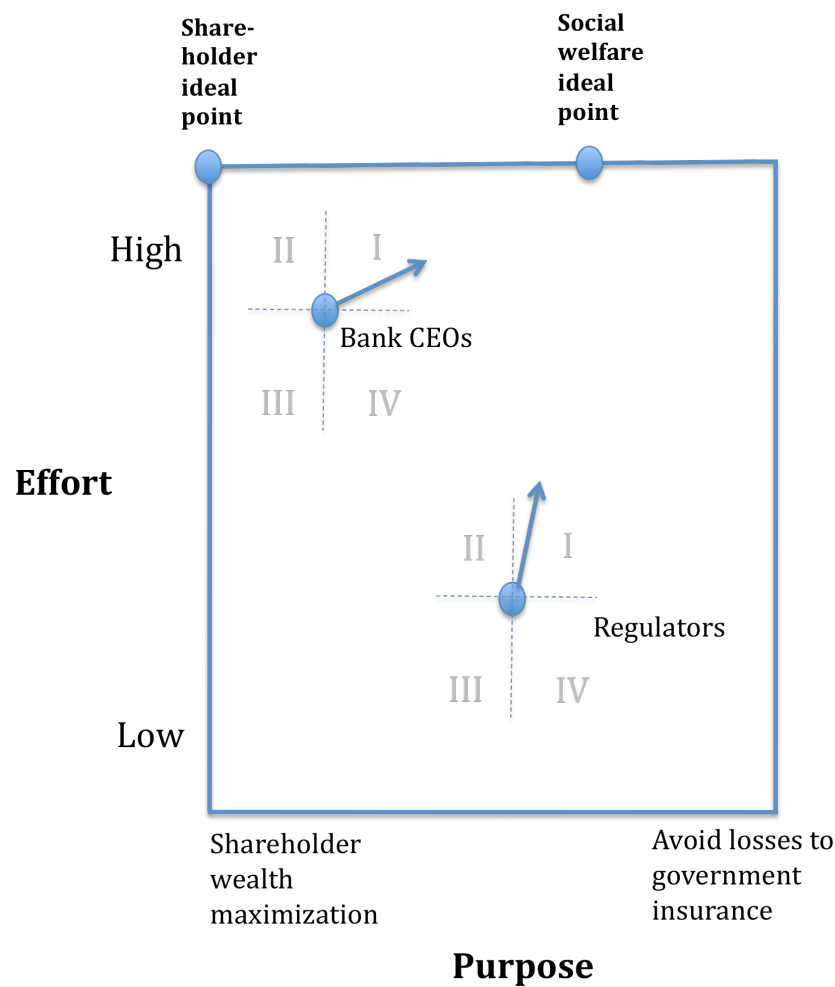 Share-
holder
ideal
point
Social
welfare
ideal
point
High
II
I
Bank CEOs
III
IV
Effort
II
I
Regulators
III
IV
Low
Shareholder
wealth
maximization
Avoid losses to
government
insurance
Purpose